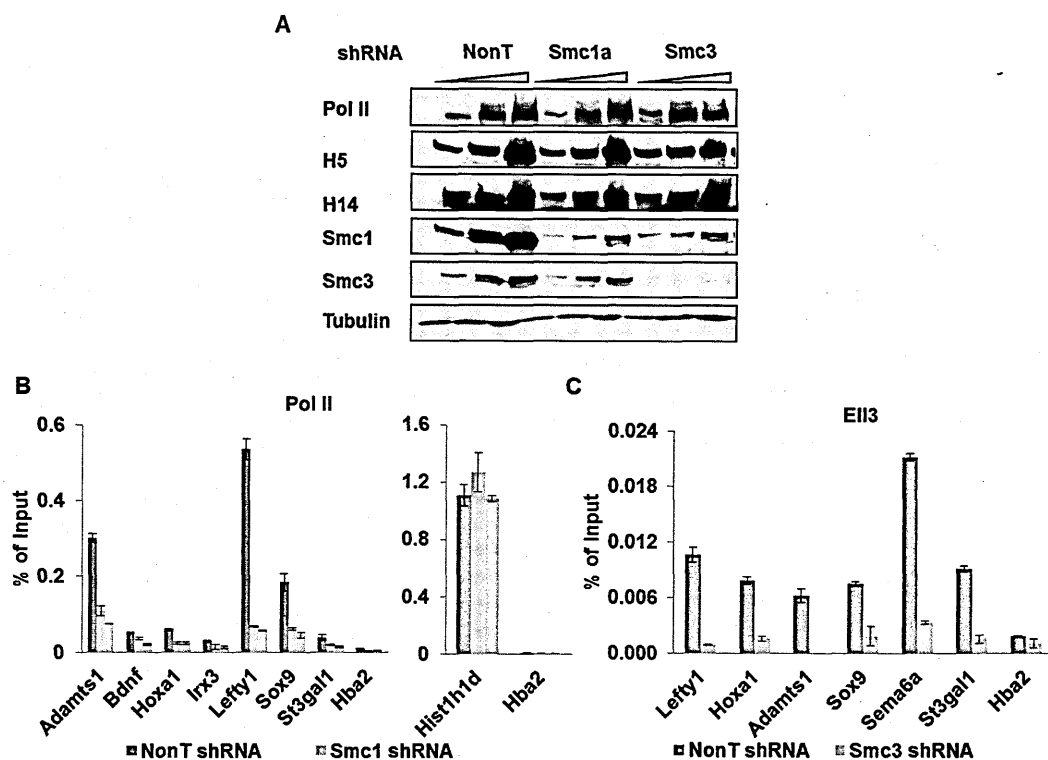 A
shRNA NonT Smc1a Smc3
Pol II
H5
H14
Smc1
Smc3
Tubulin
B
Pol II
% of Input
0.6
0.4
0.2
0
Adamts1
Bdnf
Hoxa1
Irx3
Lefty1
Sox9
St3gal1
Hba2
1.6
1.2
0.8
0.4
0
Hist1h1d
Hba2
NonT shRNA Smc1 shRNA
C
Ell3
% of Input
0.024
0.018
0.012
0.006
0.000
Lefty1
Hoxa1
Adamts1
Sox9
Sema6a
St3gal1
Hba2
NonT shRNA Smc3 shRNA